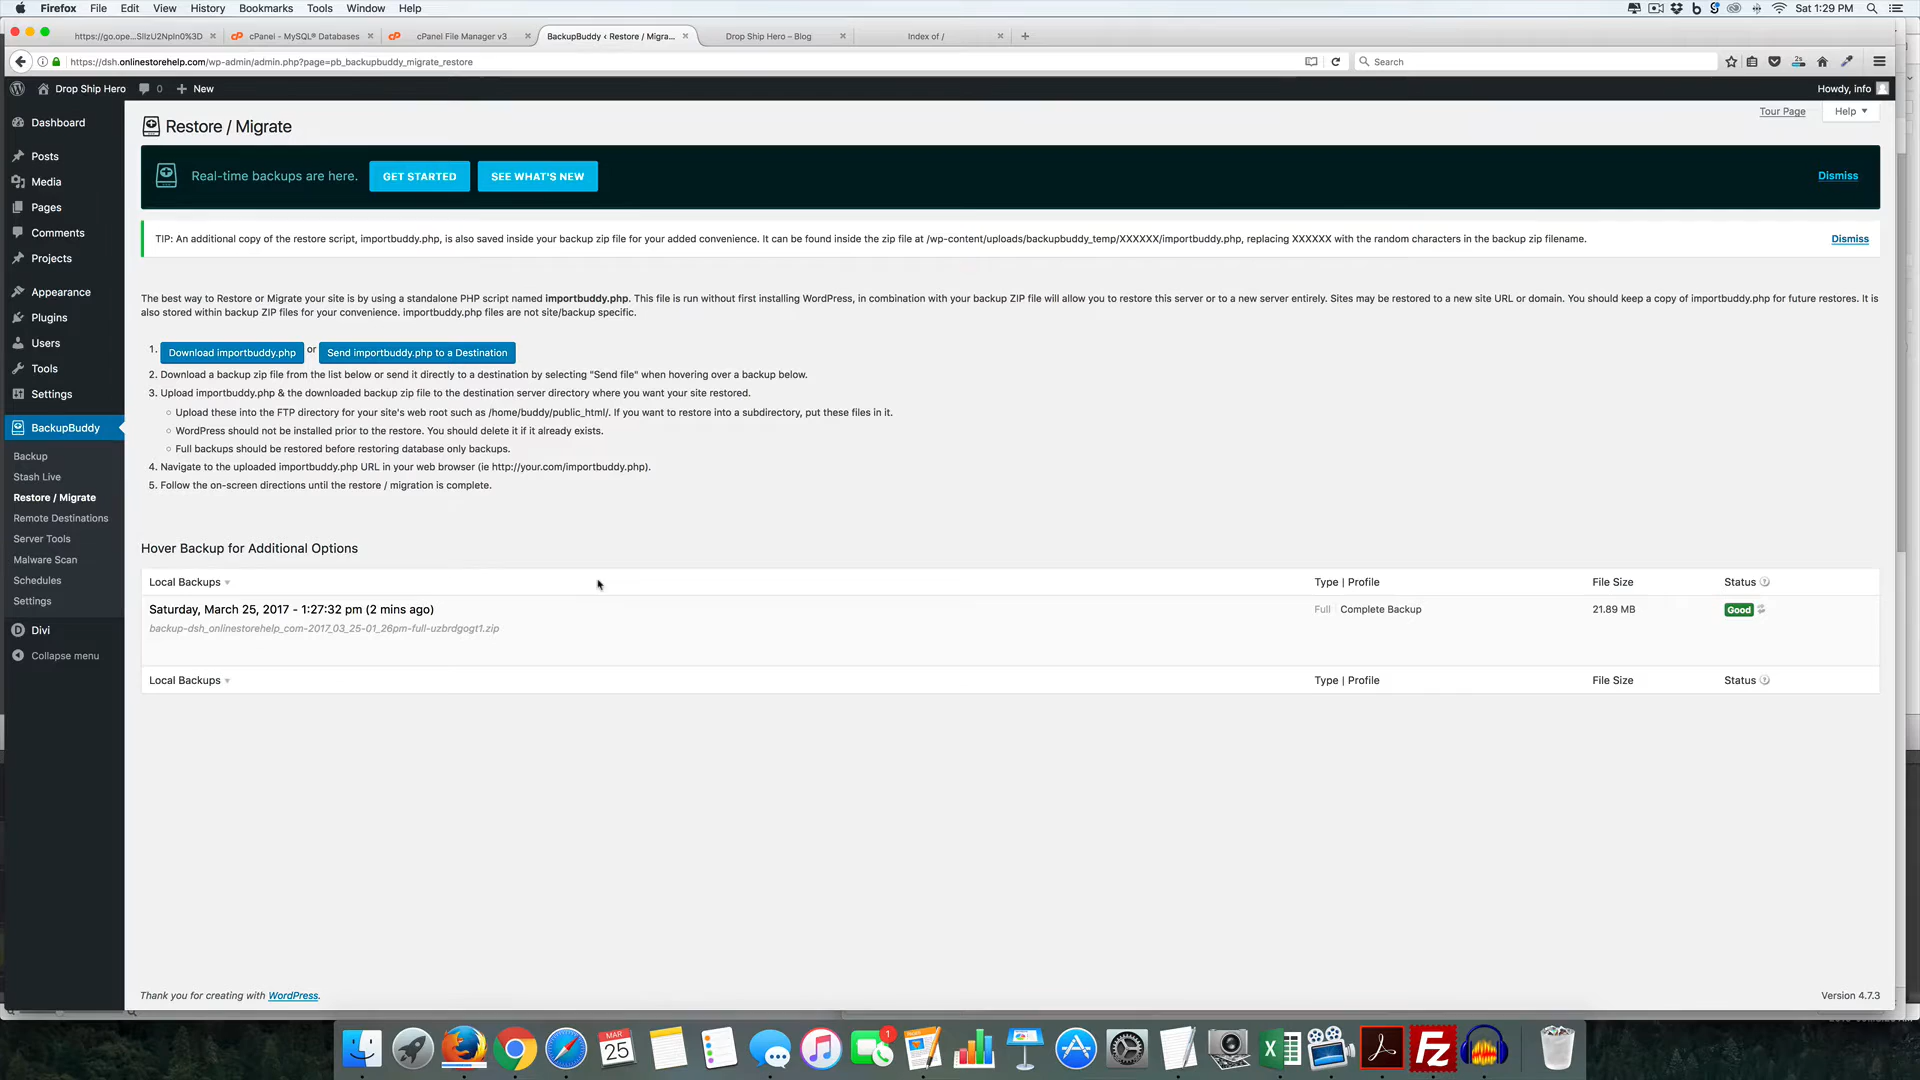 Firefox File Edit View History Bookmarks Tools Window Help Sat 1:29 PM
https://go.ope...SIIzU2NpIn0%3D cPanel - MySQL® Databases cPanel File Manager v3 BackupBuddy ‹ Restore / Migra... Drop Ship Hero – Blog Index of /
https://dsh.onlinestorehelp.com/wp-admin/admin.php?page=pb_backupbuddy_migrate_restore Search
Drop Ship Hero 0 New Howdy, info
Tour Page Help
Dashboard
Posts
Media
Pages
Comments
Projects
Appearance
Plugins
Users
Tools
Settings
BackupBuddy
Backup
Stash Live
Restore / Migrate
Remote Destinations
Server Tools
Malware Scan
Schedules
Settings
Divi
Collapse menu
Restore / Migrate
Real-time backups are here. GET STARTED SEE WHAT'S NEW Dismiss
TIP: An additional copy of the restore script, importbuddy.php, is also saved inside your backup zip file for your added convenience. It can be found inside the zip file at /wp-content/uploads/backupbuddy_temp/XXXXXX/importbuddy.php, replacing XXXXXX with the random characters in the backup zip filename. Dismiss
The best way to Restore or Migrate your site is by using a standalone PHP script named importbuddy.php. This file is run without first installing WordPress, in combination with your backup ZIP file will allow you to restore this server or to a new server entirely. Sites may be restored to a new site URL or domain. You should keep a copy of importbuddy.php for future restores. It is
also stored within backup ZIP files for your convenience. importbuddy.php files are not site/backup specific.
1. Download importbuddy.php or Send importbuddy.php to a Destination
2. Download a backup zip file from the list below or send it directly to a destination by selecting "Send file" when hovering over a backup below.
3. Upload importbuddy.php & the downloaded backup zip file to the destination server directory where you want your site restored.
Upload these into the FTP directory for your site's web root such as /home/buddy/public_html/. If you want to restore into a subdirectory, put these files in it.
WordPress should not be installed prior to the restore. You should delete it if it already exists.
Full backups should be restored before restoring database only backups.
4. Navigate to the uploaded importbuddy.php URL in your web browser (ie http://your.com/importbuddy.php).
5. Follow the on-screen directions until the restore / migration is complete.
Hover Backup for Additional Options
Local Backups Type | Profile File Size Status
Saturday, March 25, 2017 - 1:27:32 pm (2 mins ago) Full Complete Backup 21.89 MB Good
backup-dsh_onlinestorehelp_com-2017_03_25-01_26pm-full-uzbrdgogt1.zip
Local Backups Type | Profile File Size Status
Thank you for creating with WordPress. Version 4.7.3
MAR
25
1